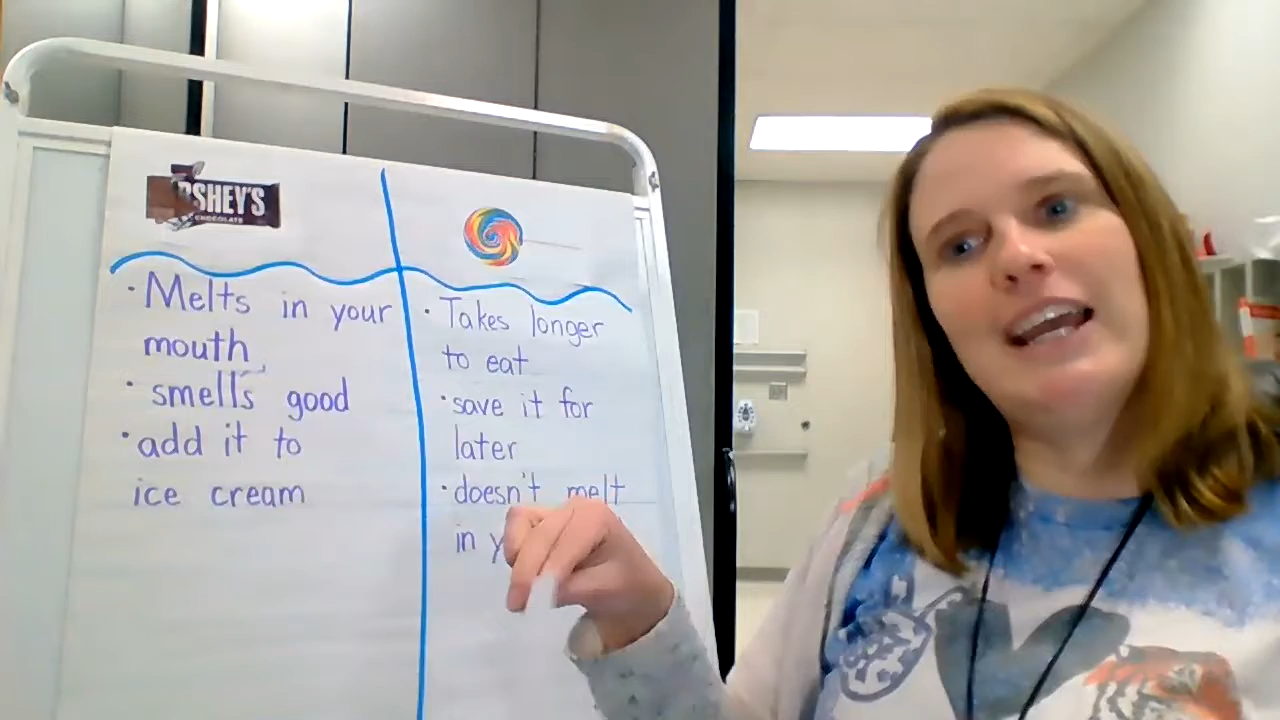 SHEY'S
CHOCOLATE
• Melts in your
mouth
• smells good
• add it to
ice cream
• Takes longer
to eat
• save it for
later
• doesn't melt
in y